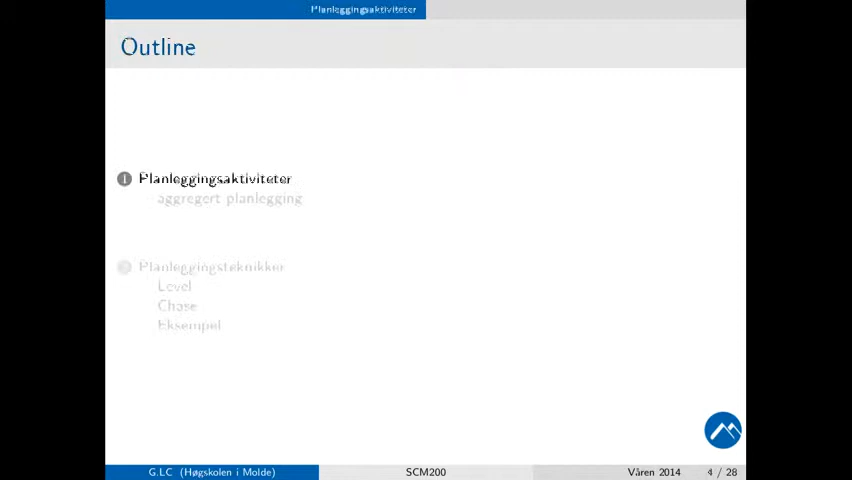 Planleggingsaktiviteter
Outline
1 Planleggingsaktiviteter
aggregert planlegging
2 Planleggingsteknikker
Level
Chase
Eksempel
G.LC (Høgskolen i Molde) SCM200 Våren 2014 4 / 28